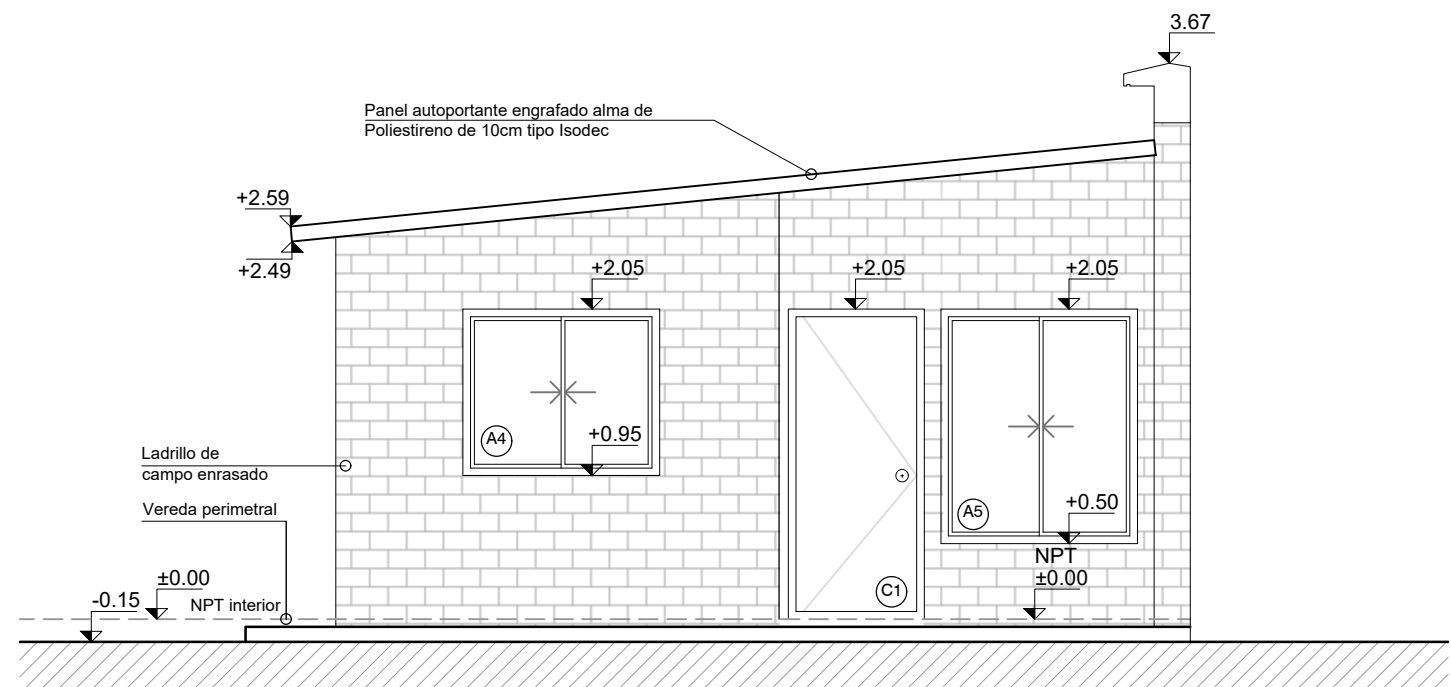 3.67
Panel autoportante engrafado alma de
Poliestireno de 10cm tipo Isodec
+2.59
+2.49
+2.05
+2.05
+2.05
A4
+0.95
Ladrillo de
campo enrasado
Vereda perimetral
A5
+0.50
NPT
±0.00
C1
±0.00
-0.15
NPT interior